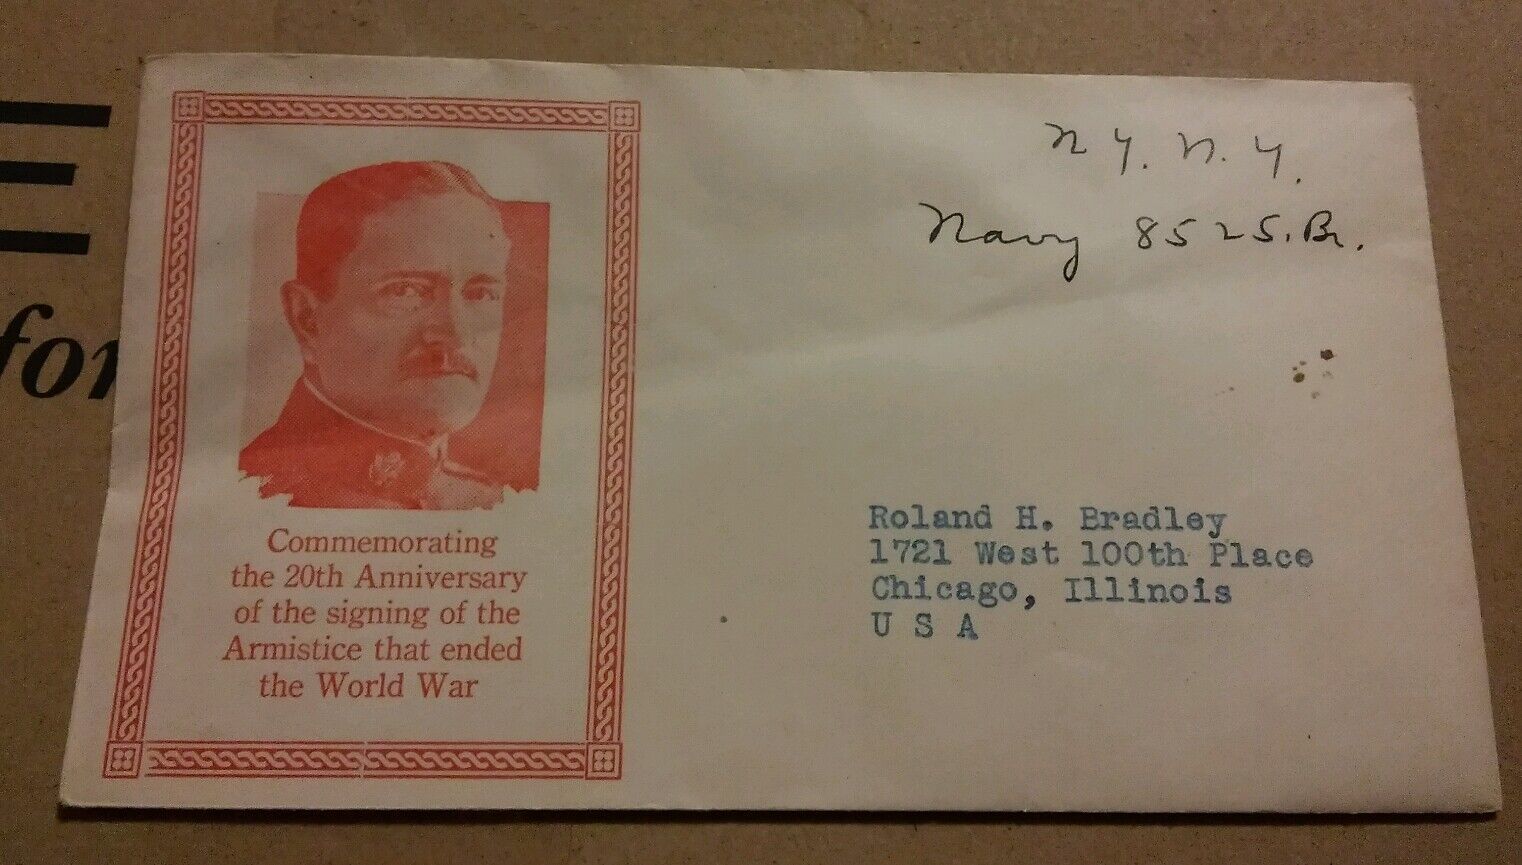 for
N.Y. N.Y.
Navy 8525.Br.
Commemorating
the 20th Anniversary
of the signing of the
Armistice that ended
the World War
Roland H. Bradley
1721 West 100th Place
Chicago, Illinois
U S A